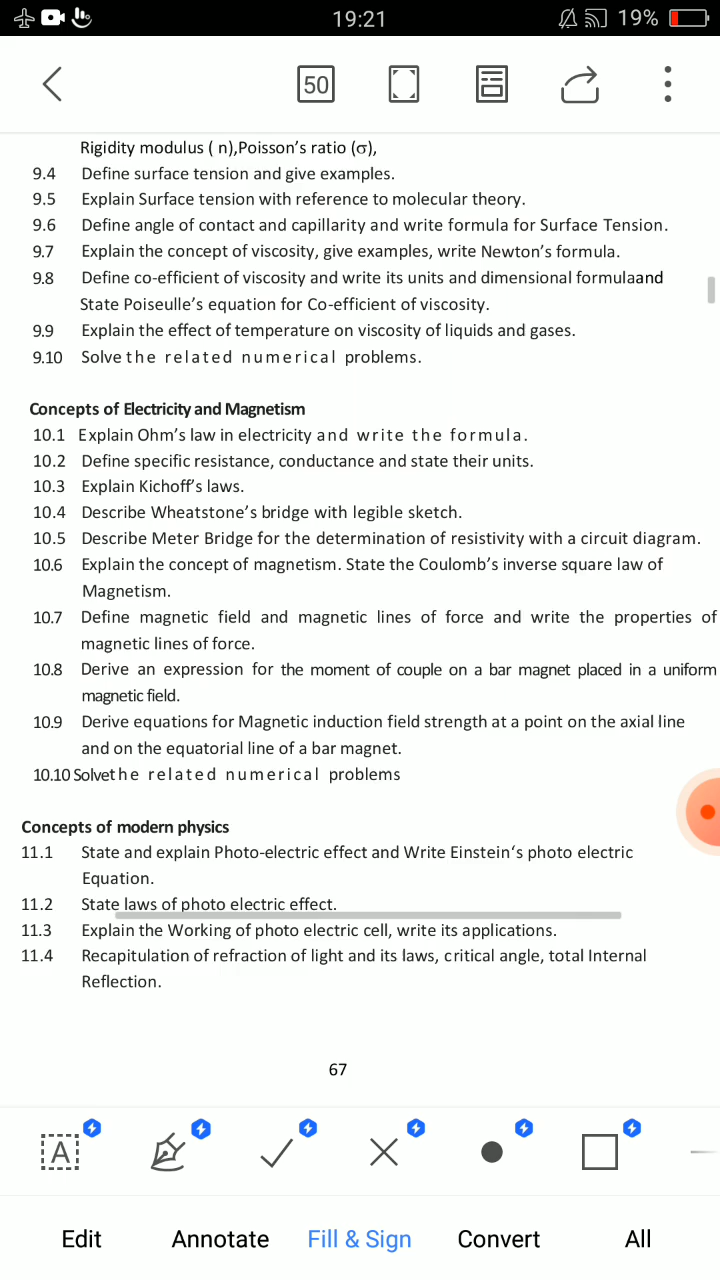 19:21
19%
50
Rigidity modulus ( n),Poisson's ratio (σ),
9.4 Define surface tension and give examples.
9.5 Explain Surface tension with reference to molecular theory.
9.6 Define angle of contact and capillarity and write formula for Surface Tension.
9.7 Explain the concept of viscosity, give examples, write Newton's formula.
9.8 Define co-efficient of viscosity and write its units and dimensional formulaand
State Poiseulle's equation for Co-efficient of viscosity.
9.9 Explain the effect of temperature on viscosity of liquids and gases.
9.10 Solve the related numerical problems.
Concepts of Electricity and Magnetism
10.1 Explain Ohm's law in electricity and write the formula.
10.2 Define specific resistance, conductance and state their units.
10.3 Explain Kichoff's laws.
10.4 Describe Wheatstone's bridge with legible sketch.
10.5 Describe Meter Bridge for the determination of resistivity with a circuit diagram.
10.6 Explain the concept of magnetism. State the Coulomb's inverse square law of
Magnetism.
10.7 Define magnetic field and magnetic lines of force and write the properties of
magnetic lines of force.
10.8 Derive an expression for the moment of couple on a bar magnet placed in a uniform
magnetic field.
10.9 Derive equations for Magnetic induction field strength at a point on the axial line
and on the equatorial line of a bar magnet.
10.10 Solvethe related numerical problems
Concepts of modern physics
11.1 State and explain Photo-electric effect and Write Einstein‘s photo electric
Equation.
11.2 State laws of photo electric effect.
11.3 Explain the Working of photo electric cell, write its applications.
11.4 Recapitulation of refraction of light and its laws, critical angle, total Internal
Reflection.
67
A
Edit Annotate Fill & Sign Convert All